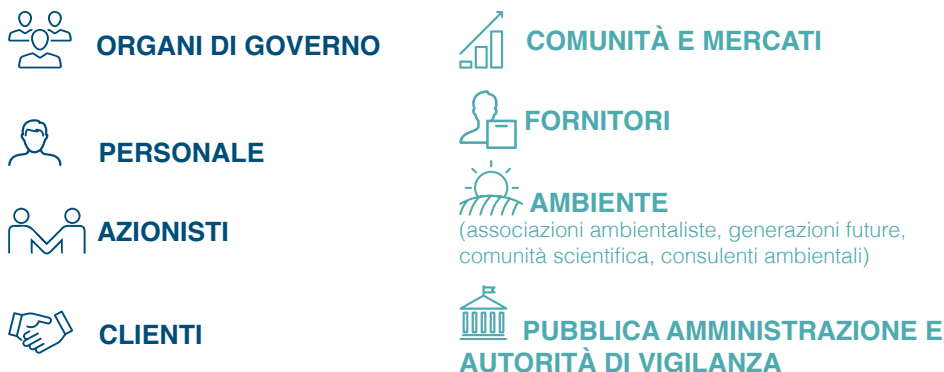 ORGANI DI GOVERNO
PERSONALE
AZIONISTI
CLIENTI
COMUNITÀ E MERCATI
FORNITORI
AMBIENTE
(associazioni ambientaliste, generazioni future,
comunità scientifica, consulenti ambientali)
PUBBLICA AMMINISTRAZIONE E
AUTORITÀ DI VIGILANZA